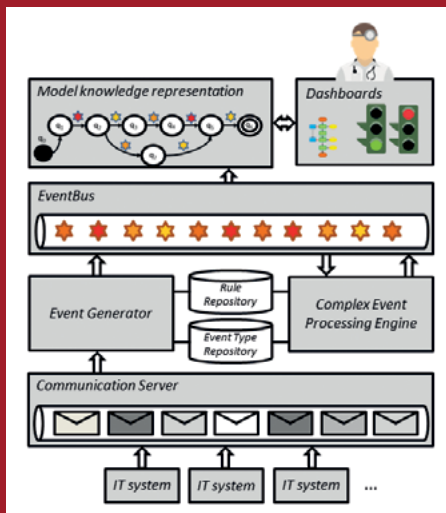 Model knowledge representation
Dashboards
EventBus
Event Generator
Rule
Repository
Event Type
Repository
Complex Event
Processing Engine
Communication Server
IT system
IT system
IT system
...